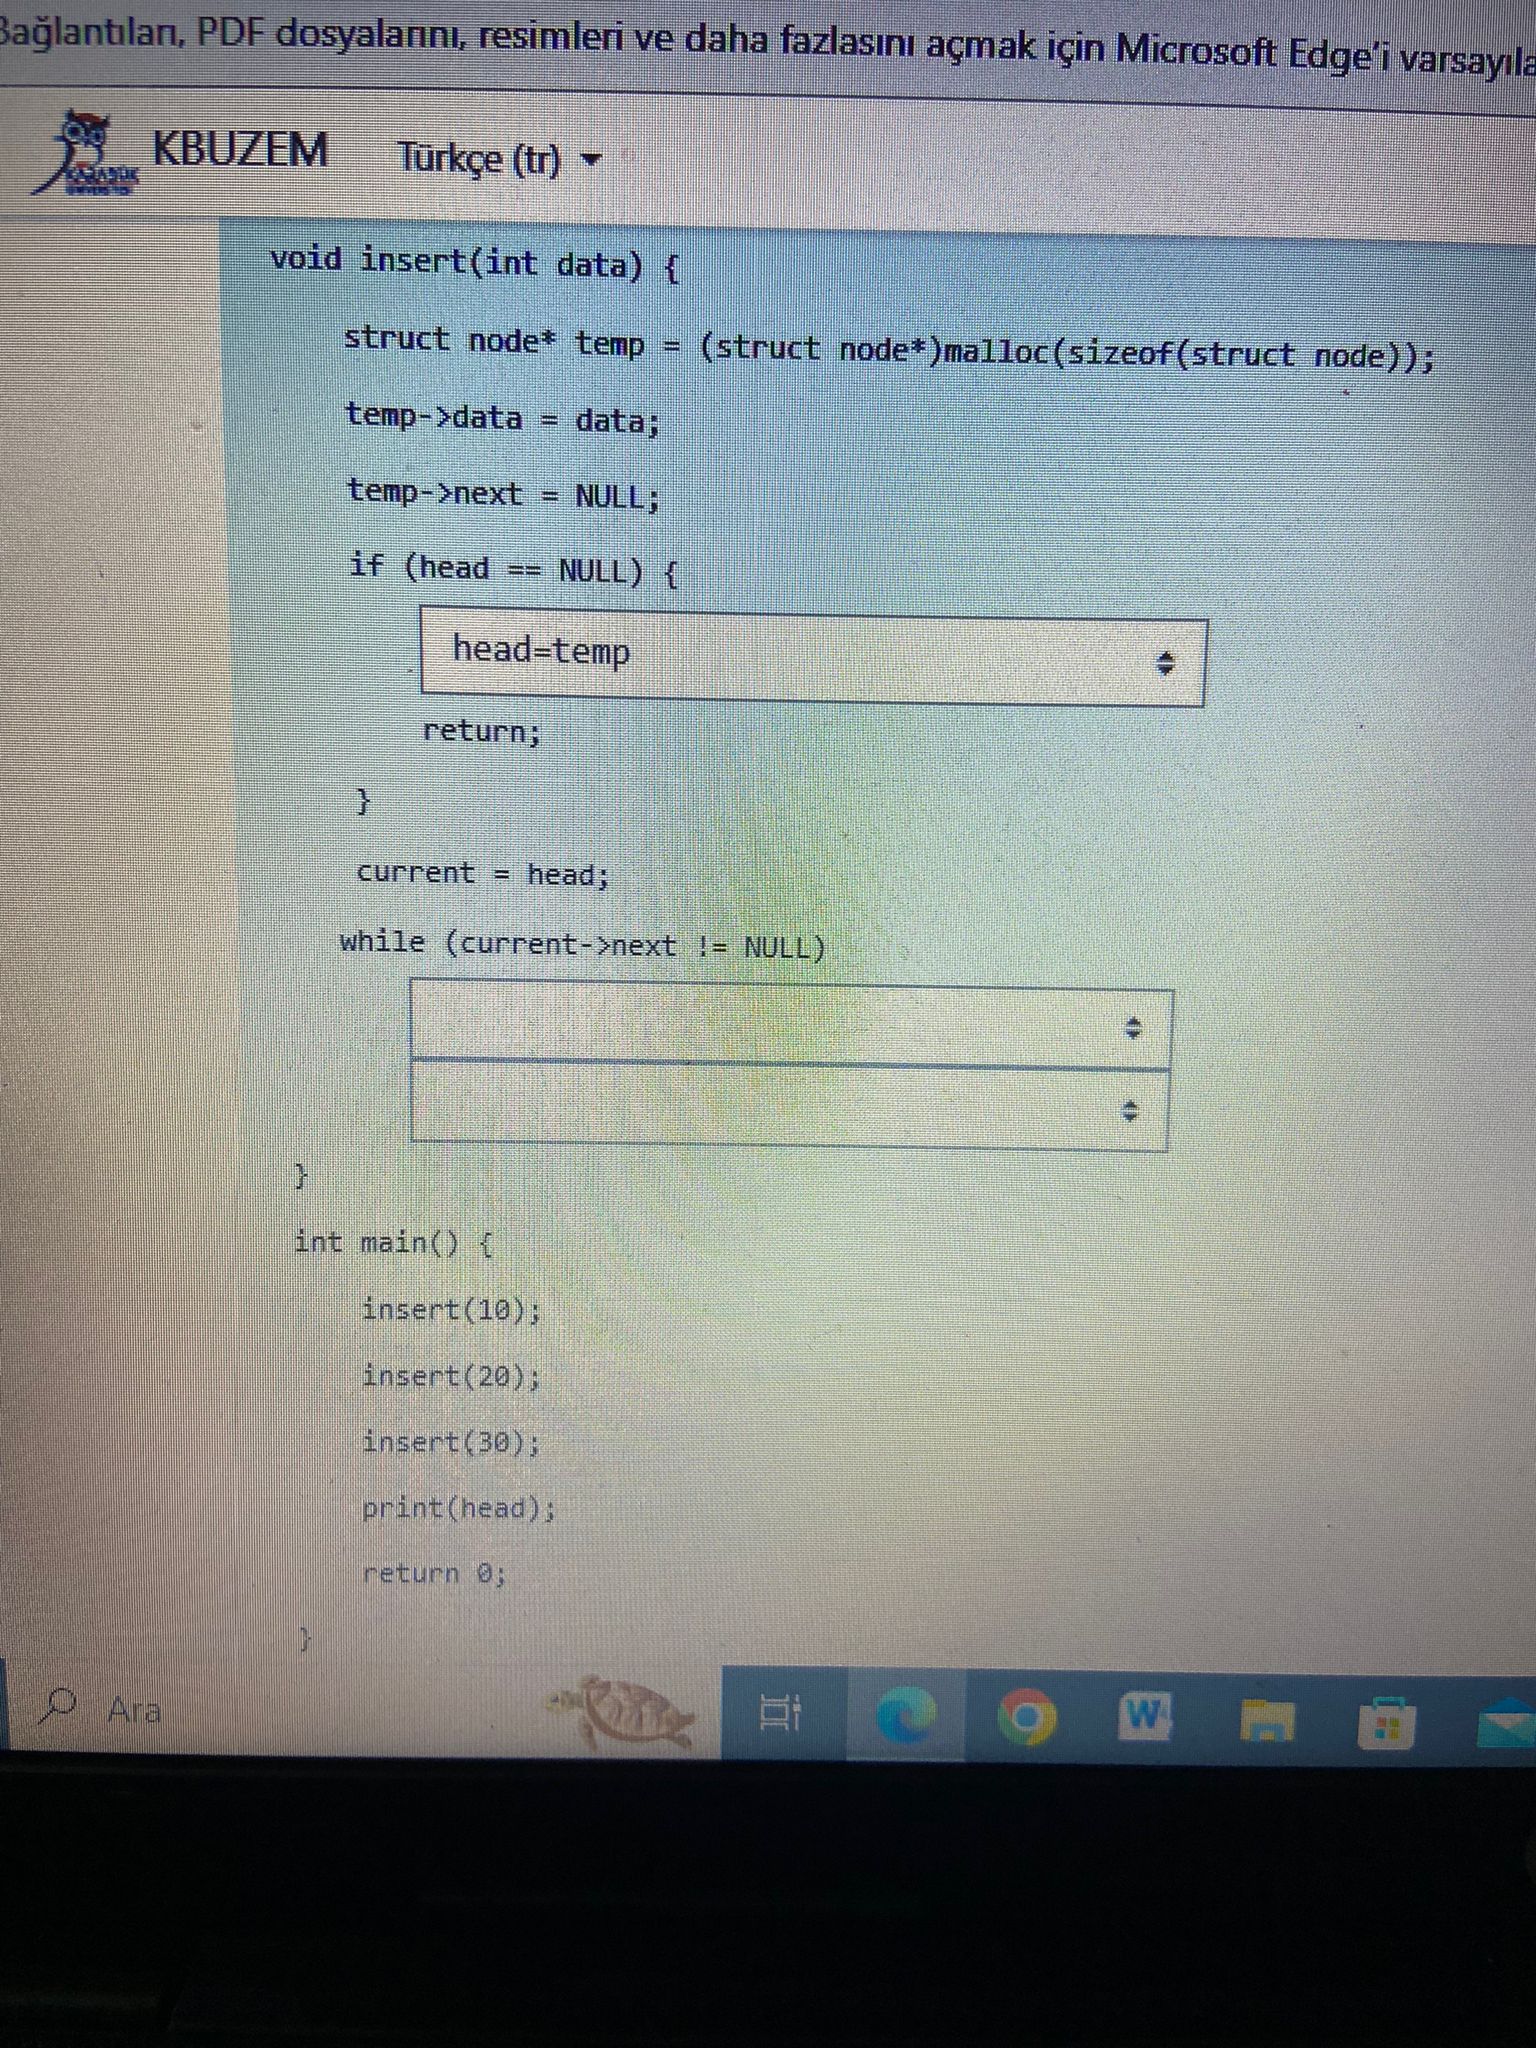 Bağlantıları, PDF dosyalarını, resimleri ve daha fazlasını açmak için Microsoft Edge'i
KBUZEM Türkçe (tr)
void insert(int data) {
struct node* temp = (struct node*)malloc(sizeof(struct node));
temp->data = data;
temp->next = NULL;
if (head == NULL) {
head=temp
return;
}
current = head;
while (current->next != NULL)
}
int main() {
insert(10);
insert(20);
insert(30);
print(head);
return 0;
}
Ara